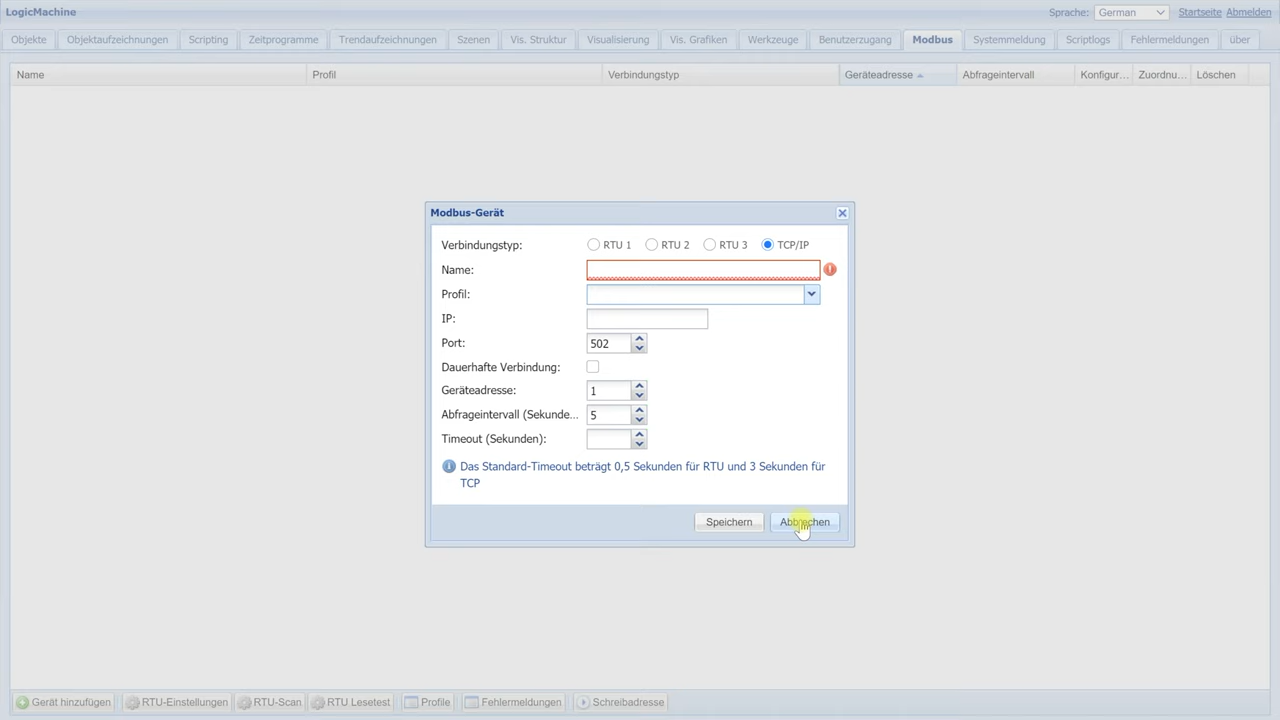 LogicMachine
Sprache: German Startseite Abmelden
Objekte Objektaufzeichnungen Scripting Zeitprogramme Trendaufzeichnungen Szenen Vis. Struktur Visualisierung Vis. Grafiken Werkzeuge Benutzerzugang Modbus Systemmeldung Scriptlogs Fehlermeldungen über
Name Profil Verbindungstyp Geräteadresse Abfrageintervall Konfigur... Zuordnu... Löschen
Modbus-Gerät
Verbindungstyp: RTU 1 RTU 2 RTU 3 TCP/IP
Name:
Profil:
IP:
Port: 502
Dauerhafte Verbindung:
Geräteadresse: 1
Abfrageintervall (Sekunde... 5
Timeout (Sekunden):
Das Standard-Timeout beträgt 0,5 Sekunden für RTU und 3 Sekunden für
TCP
Speichern Abbrechen
Gerät hinzufügen RTU-Einstellungen RTU-Scan RTU Lesetest Profile Fehlermeldungen Schreibadresse